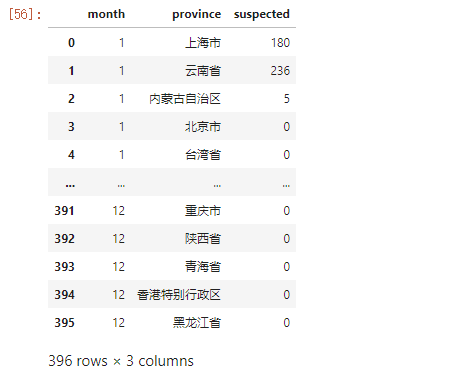 [56]: month province suspected
0 1 上海市 180
1 1 云南省 236
2 1 内蒙古自治区 5
3 1 北京市 0
4 1 台湾省 0
... ... ... ...
391 12 重庆市 0
392 12 陕西省 0
393 12 青海省 0
394 12 香港特别行政区 0
395 12 黑龙江省 0
396 rows × 3 columns